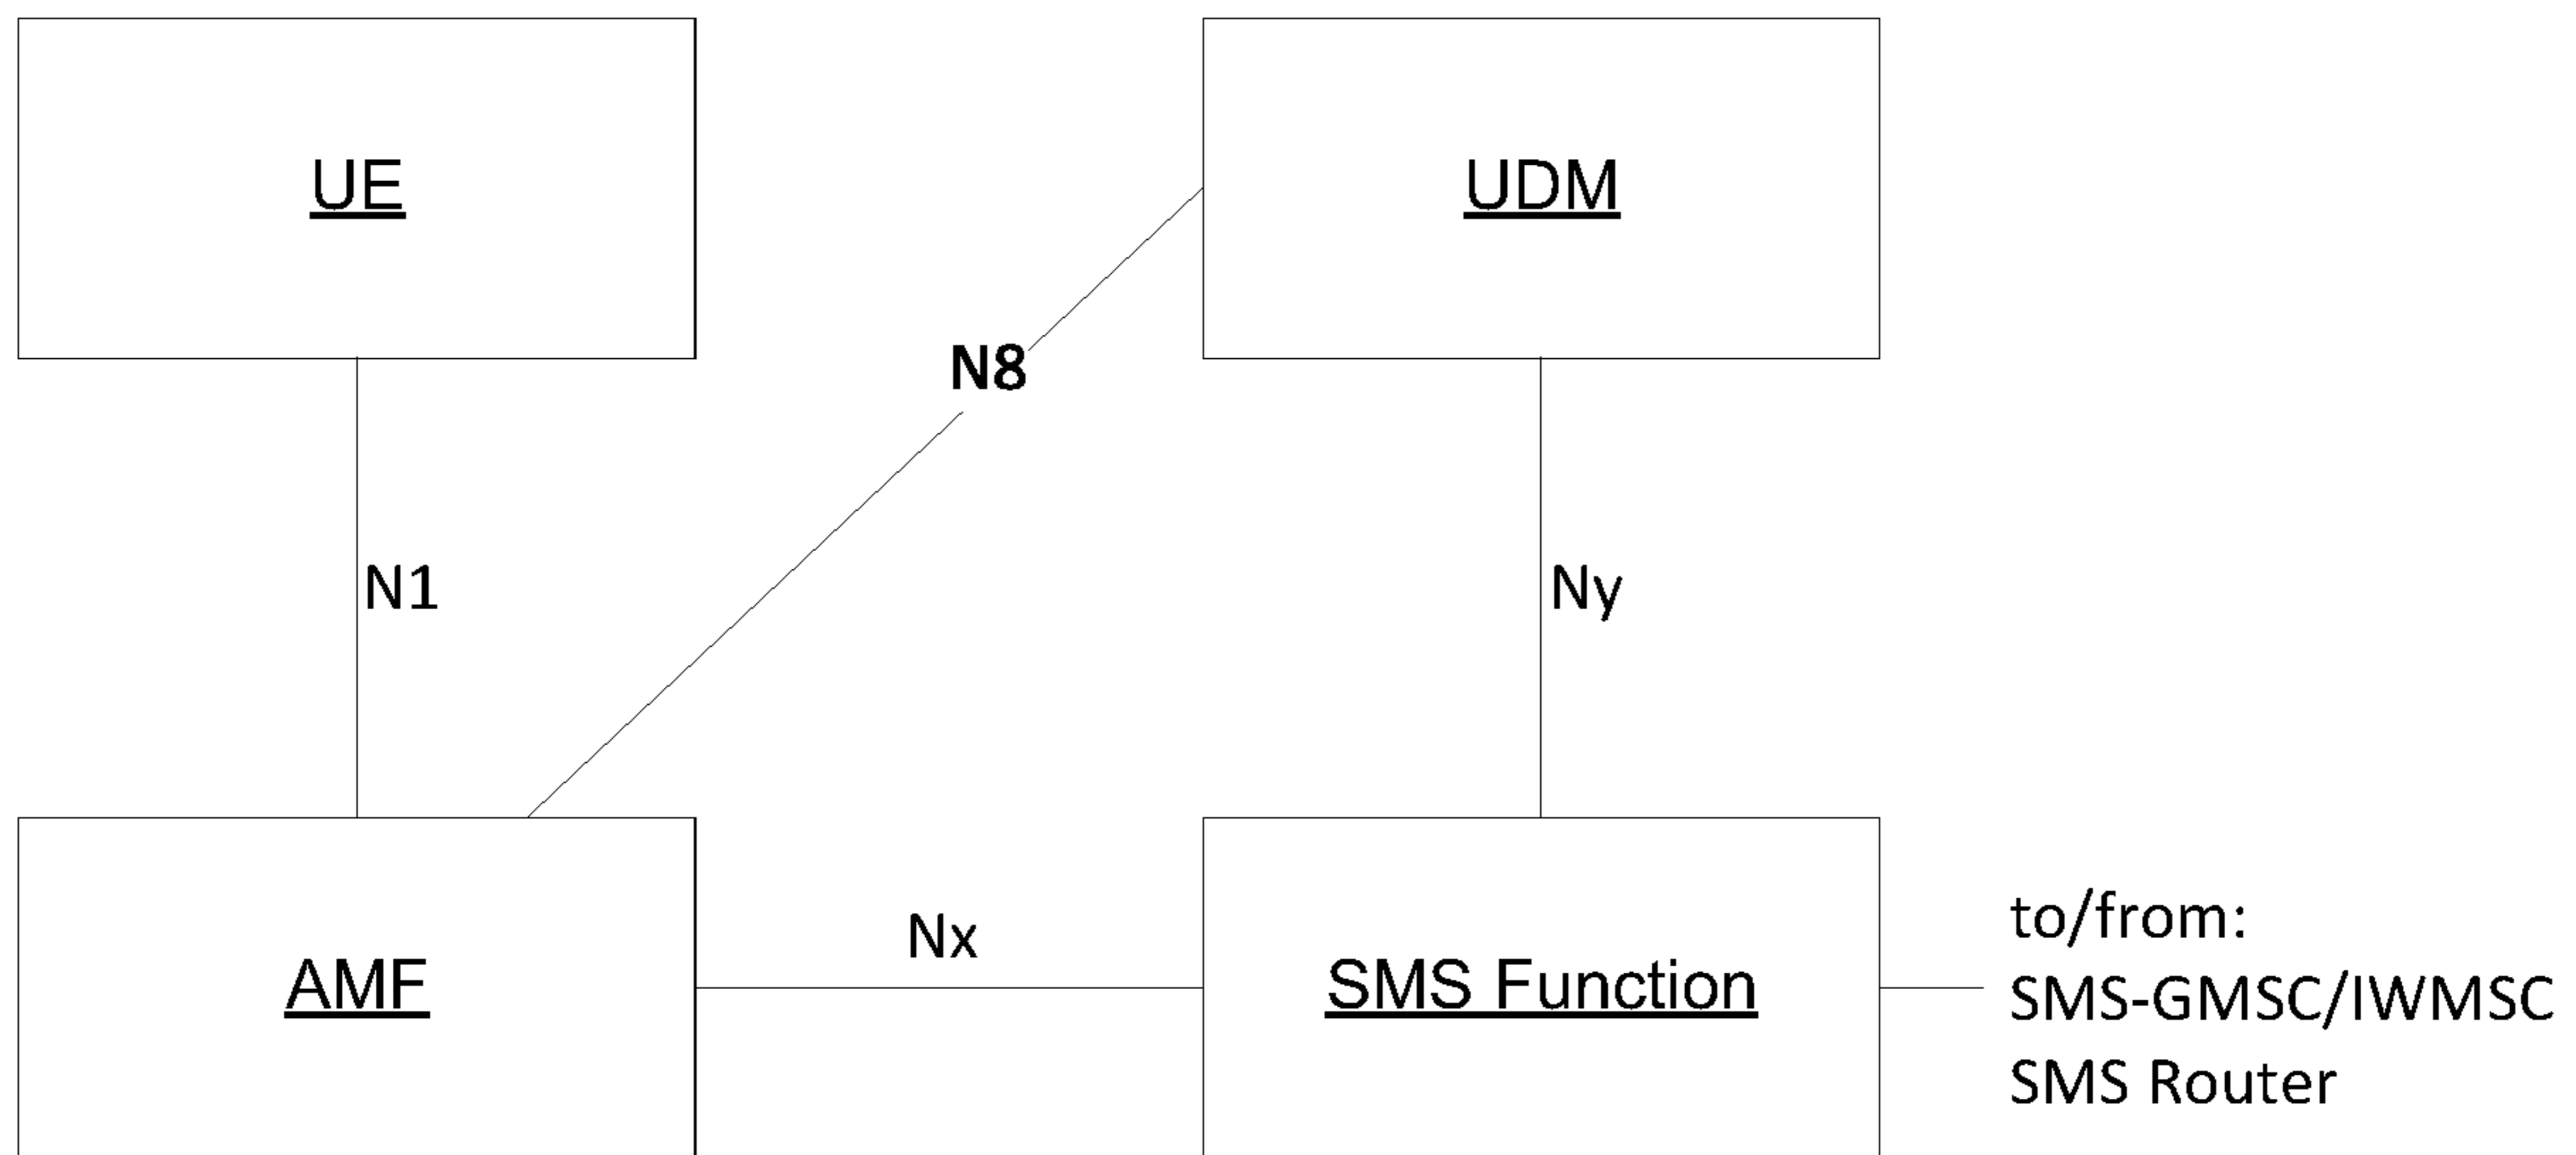 UE
UDM
N8
N1
Ny
AMF
Nx
SMS Function
to/from:
SMS-GMSC/IWMSC
SMS Router